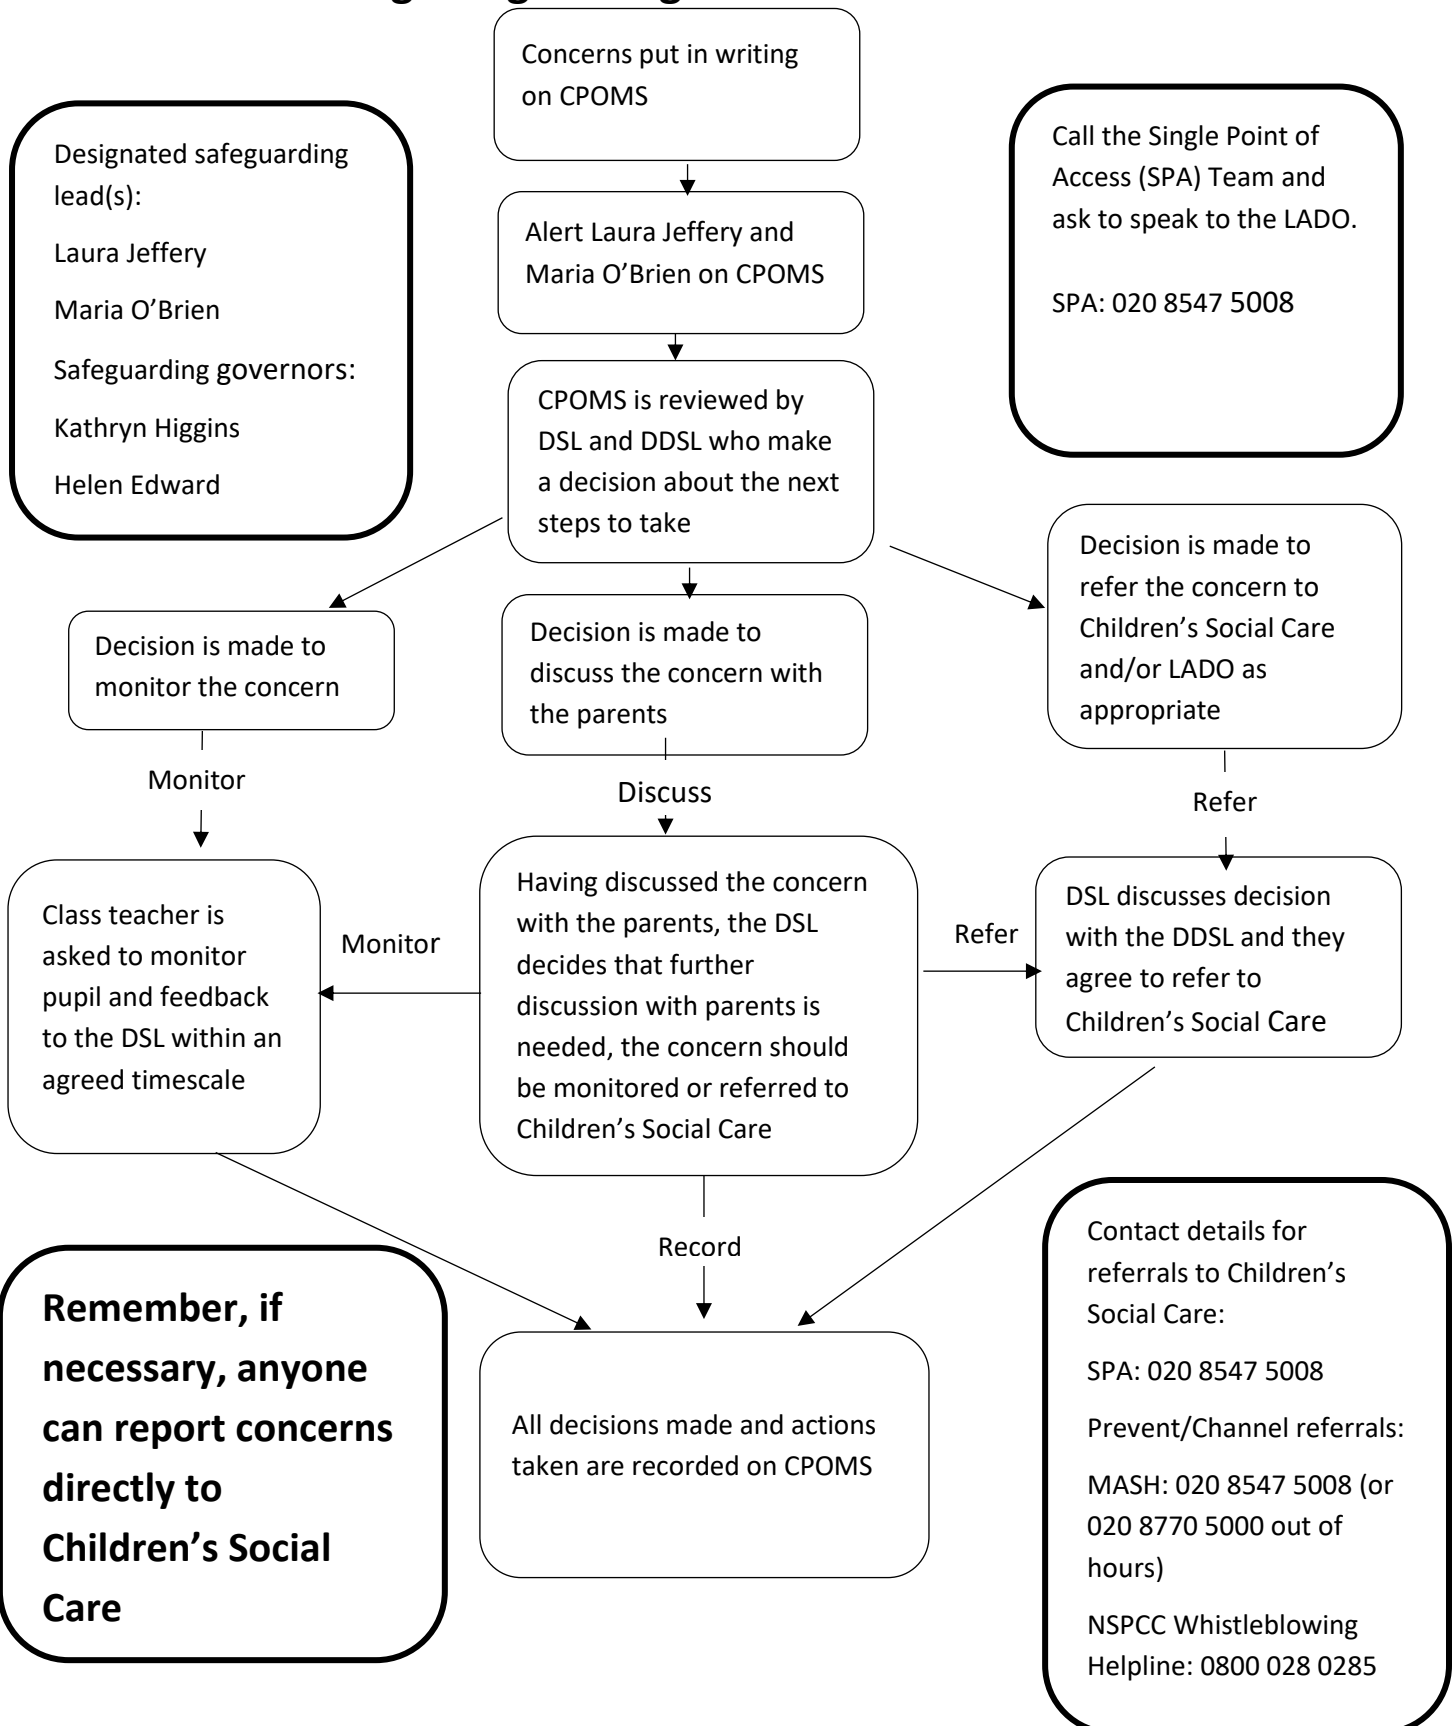 Concerns put in writing
on CPOMS
Designated safeguarding
lead(s):
Laura Jeffery
Maria O’Brien
Safeguarding governors:
Kathryn Higgins
Helen Edward
Call the Single Point of
Access (SPA) Team and
ask to speak to the LADO.
SPA: 020 8547 5008
Alert Laura Jeffery and
Maria O’Brien on CPOMS
CPOMS is reviewed by
DSL and DDSL who make
a decision about the next
steps to take
Decision is made to
monitor the concern
Decision is made to
discuss the concern with
the parents
Decision is made to
refer the concern to
Children’s Social Care
and/or LADO as
appropriate
Monitor
Discuss
Refer
Class teacher is
asked to monitor
pupil and feedback
to the DSL within an
agreed timescale
Monitor
Having discussed the concern
with the parents, the DSL
decides that further
discussion with parents is
needed, the concern should
be monitored or referred to
Children’s Social Care
Refer
DSL discusses decision
with the DDSL and they
agree to refer to
Children’s Social Care
Record
Remember, if
necessary, anyone
can report concerns
directly to
Children’s Social
Care
All decisions made and actions
taken are recorded on CPOMS
Contact details for
referrals to Children’s
Social Care:
SPA: 020 8547 5008
Prevent/Channel referrals:
MASH: 020 8547 5008 (or
020 8770 5000 out of
hours)
NSPCC Whistleblowing
Helpline: 0800 028 0285